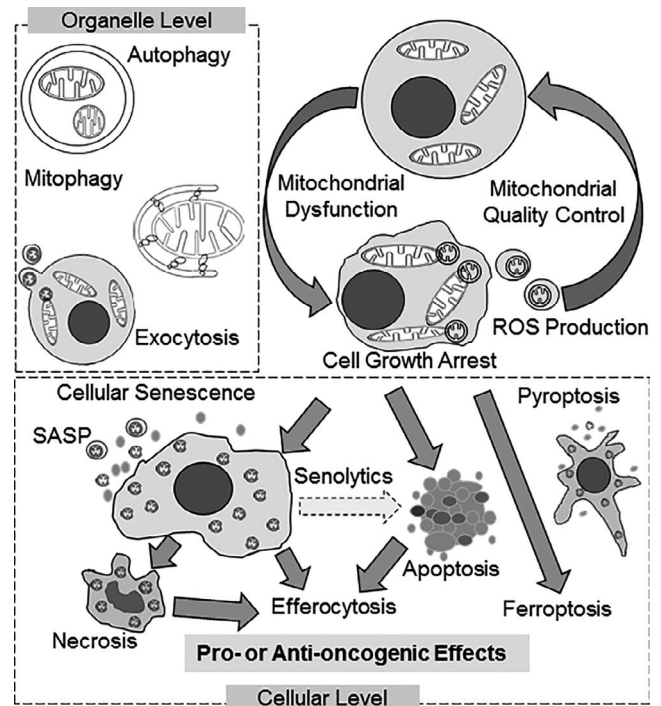 Organelle Level
Autophagy
Mitophagy
Exocytosis
Mitochondrial
Dysfunction
Mitochondrial
Quality Control
ROS Production
Cell Growth Arrest
Cellular Senescence
SASP
Senolytics
Pyroptosis
Apoptosis
Necrosis
Efferocytosis
Ferroptosis
Pro- or Anti-oncogenic Effects
Cellular Level